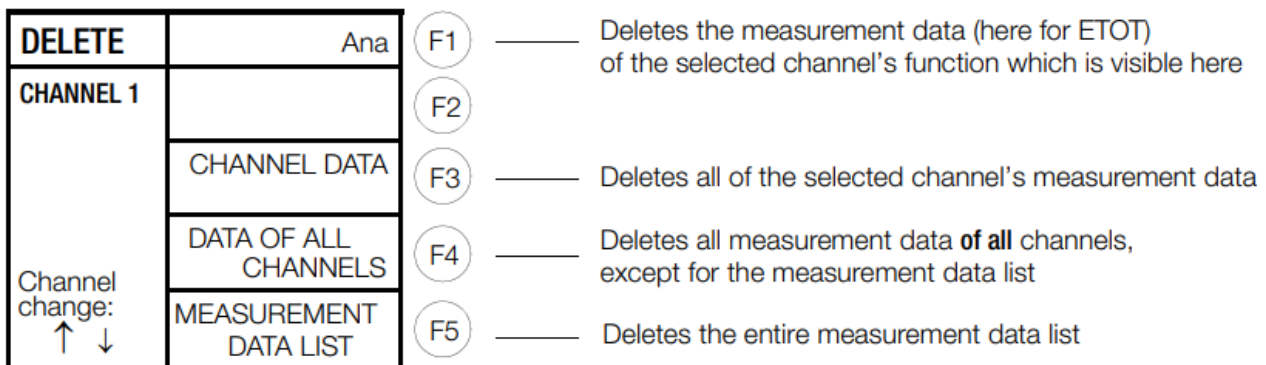 DELETE Ana F1 Deletes the measurement data (here for ETOT)
of the selected channel's function which is visible here
CHANNEL 1 F2
CHANNEL DATA F3 Deletes all of the selected channel's measurement data
DATA OF ALL
CHANNELS F4 Deletes all measurement data of all channels,
except for the measurement data list
Channel
change:
↑ ↓
MEASUREMENT
DATA LIST F5 Deletes the entire measurement data list